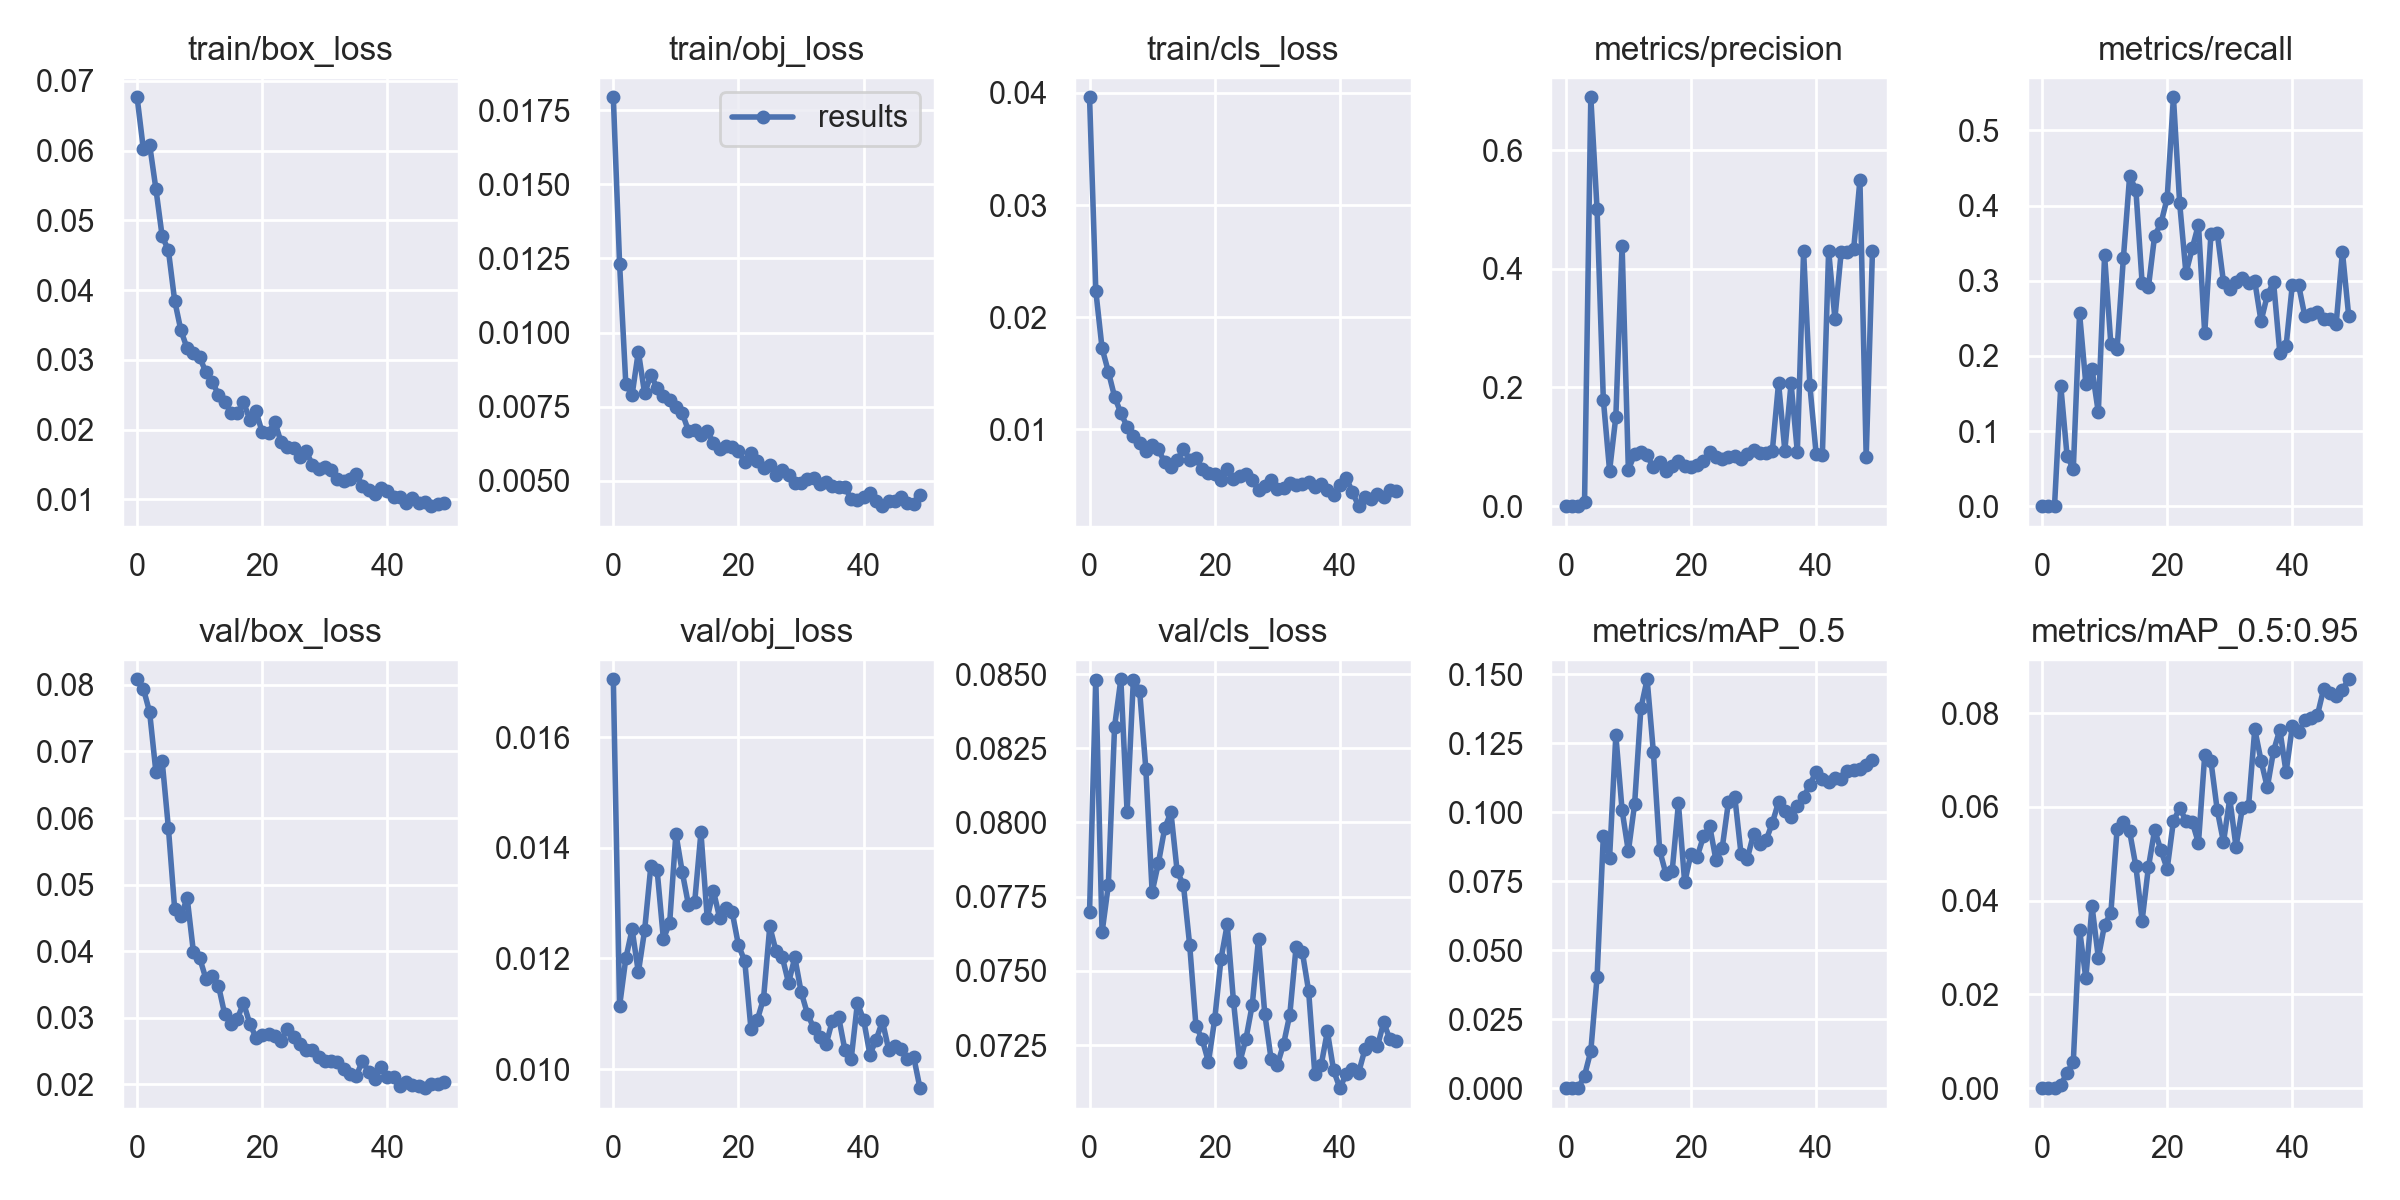 train/box_loss
0.07
0.06
0.05
0.04
0.03
0.02
0.01
0 20 40
train/obj_loss
results
0.0175
0.0150
0.0125
0.0100
0.0075
0.0050
0 20 40
train/cls_loss
0.04
0.03
0.02
0.01
0 20 40
metrics/precision
0.6
0.4
0.2
0.0
0 20 40
metrics/recall
0.5
0.4
0.3
0.2
0.1
0.0
0 20 40
val/box_loss
0.08
0.07
0.06
0.05
0.04
0.03
0.02
0 20 40
val/obj_loss
0.016
0.014
0.012
0.010
0 20 40
val/cls_loss
0.0850
0.0825
0.0800
0.0775
0.0750
0.0725
0 20 40
metrics/mAP_0.5
0.150
0.125
0.100
0.075
0.050
0.025
0.000
0 20 40
metrics/mAP_0.5:0.95
0.08
0.06
0.04
0.02
0.00
0 20 40